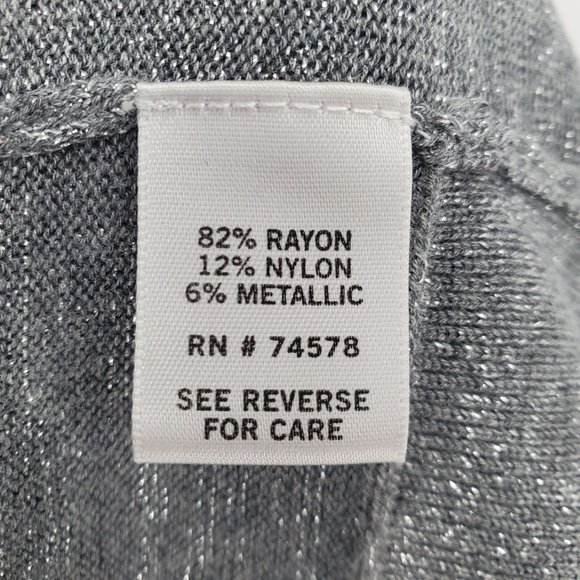 82% RAYON
12% NYLON
6% METALLIC
RN # 74578
SEE REVERSE
FOR CARE